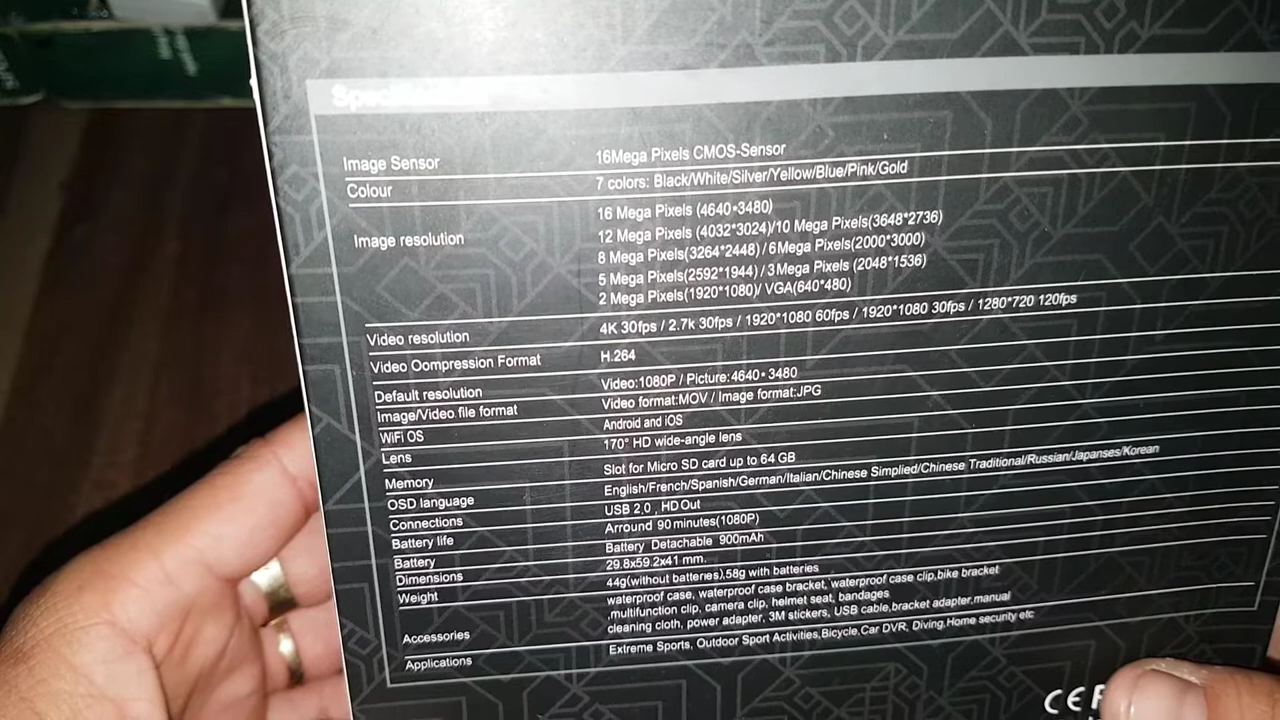 Image Sensor 16Mega Pixels CMOS-Sensor
Colour 7 colors: Black/White/Silver/Yellow/Blue/Pink/Gold
Image resolution 16 Mega Pixels (4640*3480)
12 Mega Pixels (4032*3024)/10 Mega Pixels(3648*2736)
8 Mega Pixels(3264*2448) / 6Mega Pixels(2000*3000)
5 Mega Pixels(2592*1944) / 3Mega Pixels (2048*1536)
2 Mega Pixels(1920*1080)/ VGA(640*480)
Video resolution 4K 30fps / 2.7k 30fps / 1920*1080 60fps / 1920*1080 30fps / 1280*720 120fps
Video Oompression Format H.264
Default resolution Video:1080P / Picture:4640*3480
Image/Video file format Video format:MOV / Image format:JPG
WiFi OS Android and iOS
Lens 170° HD wide-angle lens
Memory Slot for Micro SD card up to 64 GB
OSD language English/French/Spanish/German/Italian/Chinese Simplied/Chinese Traditional/Russian/Japanses/Korean
Connections USB 2.0 , HD Out
Battery life Arround 90 minutes(1080P)
Battery Battery Detachable 900mAh
Dimensions 29.8x59.2x41 mm.
Weight 44g(without batteries),58g with batteries
Accessories waterproof case, waterproof case bracket, waterproof case clip,bike bracket
,multifunction clip, camera clip, helmet seat, bandages
cleaning cloth, power adapter, 3M stickers, USB cable,bracket adapter,manual
Applications Extreme Sports, Outdoor Sport Activities,Bicycle,Car DVR, Diving,Home security etc
CE